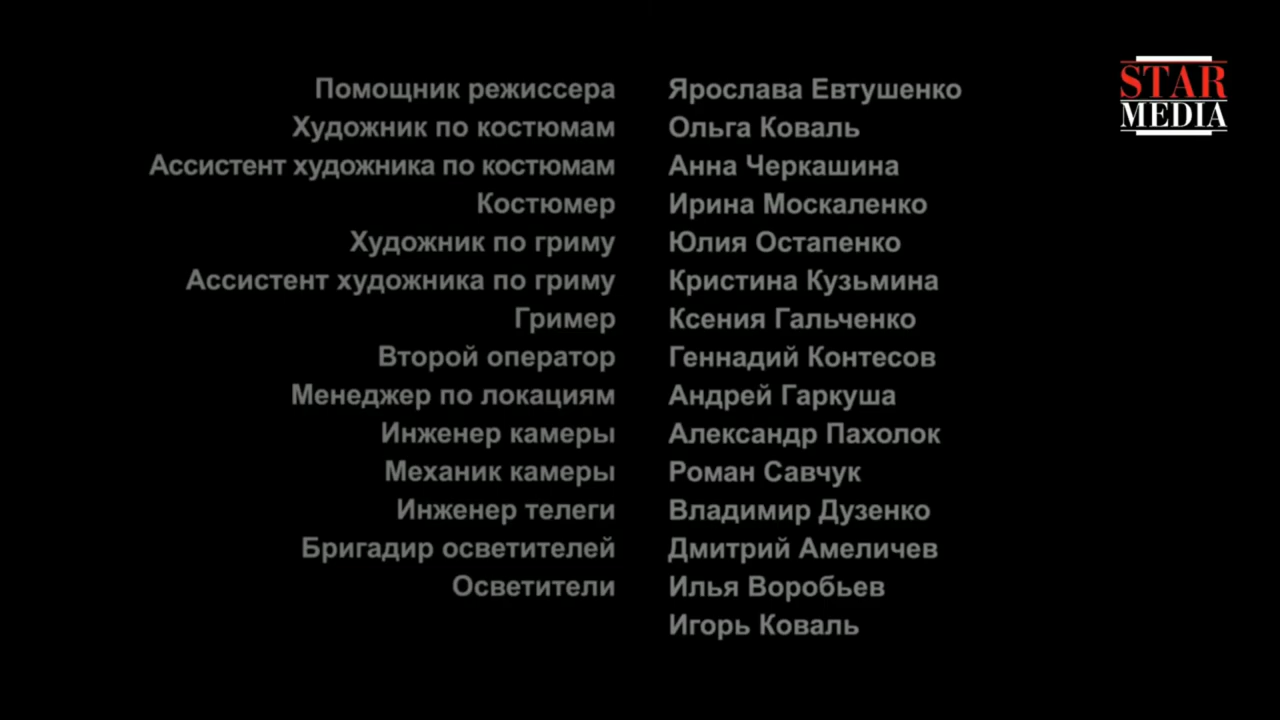 Помощник режиссера Ярослава Евтушенко
Художник по костюмам Ольга Коваль
Ассистент художника по костюмам Анна Черкашина
Костюмер Ирина Москаленко
Художник по гриму Юлия Остапенко
Ассистент художника по гриму Кристина Кузьмина
Гример Ксения Гальченко
Второй оператор Геннадий Контесов
Менеджер по локациям Андрей Гаркуша
Инженер камеры Александр Пахолок
Механик камеры Роман Савчук
Инженер телеги Владимир Дузенко
Бригадир осветителей Дмитрий Амеличев
Осветители Илья Воробьев
Игорь Коваль
STAR
MEDIA